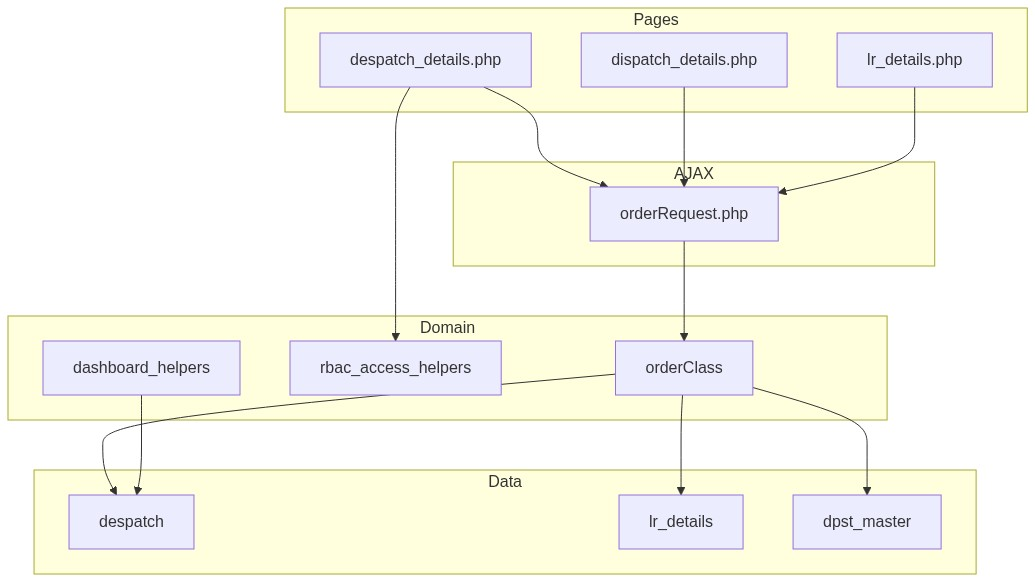 Pages
despatch_details.php
dispatch_details.php
lr_details.php
AJAX
orderRequest.php
Domain
dashboard_helpers
rbac_access_helpers
orderClass
Data
despatch
lr_details
dpst_master